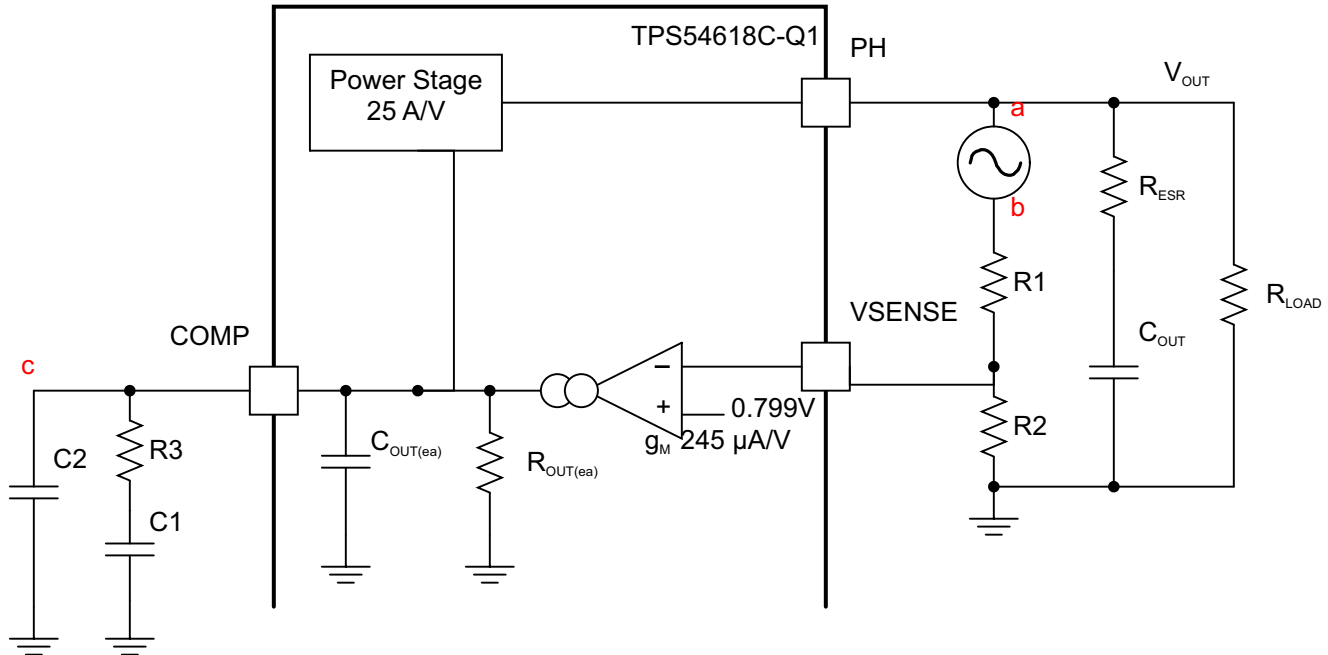 TPS54618C-Q1
PH
Power Stage
25 A/V
VOUT
a
b
RESR
R1
RLOAD
VSENSE
COUT
COMP
c
0.799V
gM 245 µA/V
R2
COUT(ea)
ROUT(ea)
R3
C2
C1